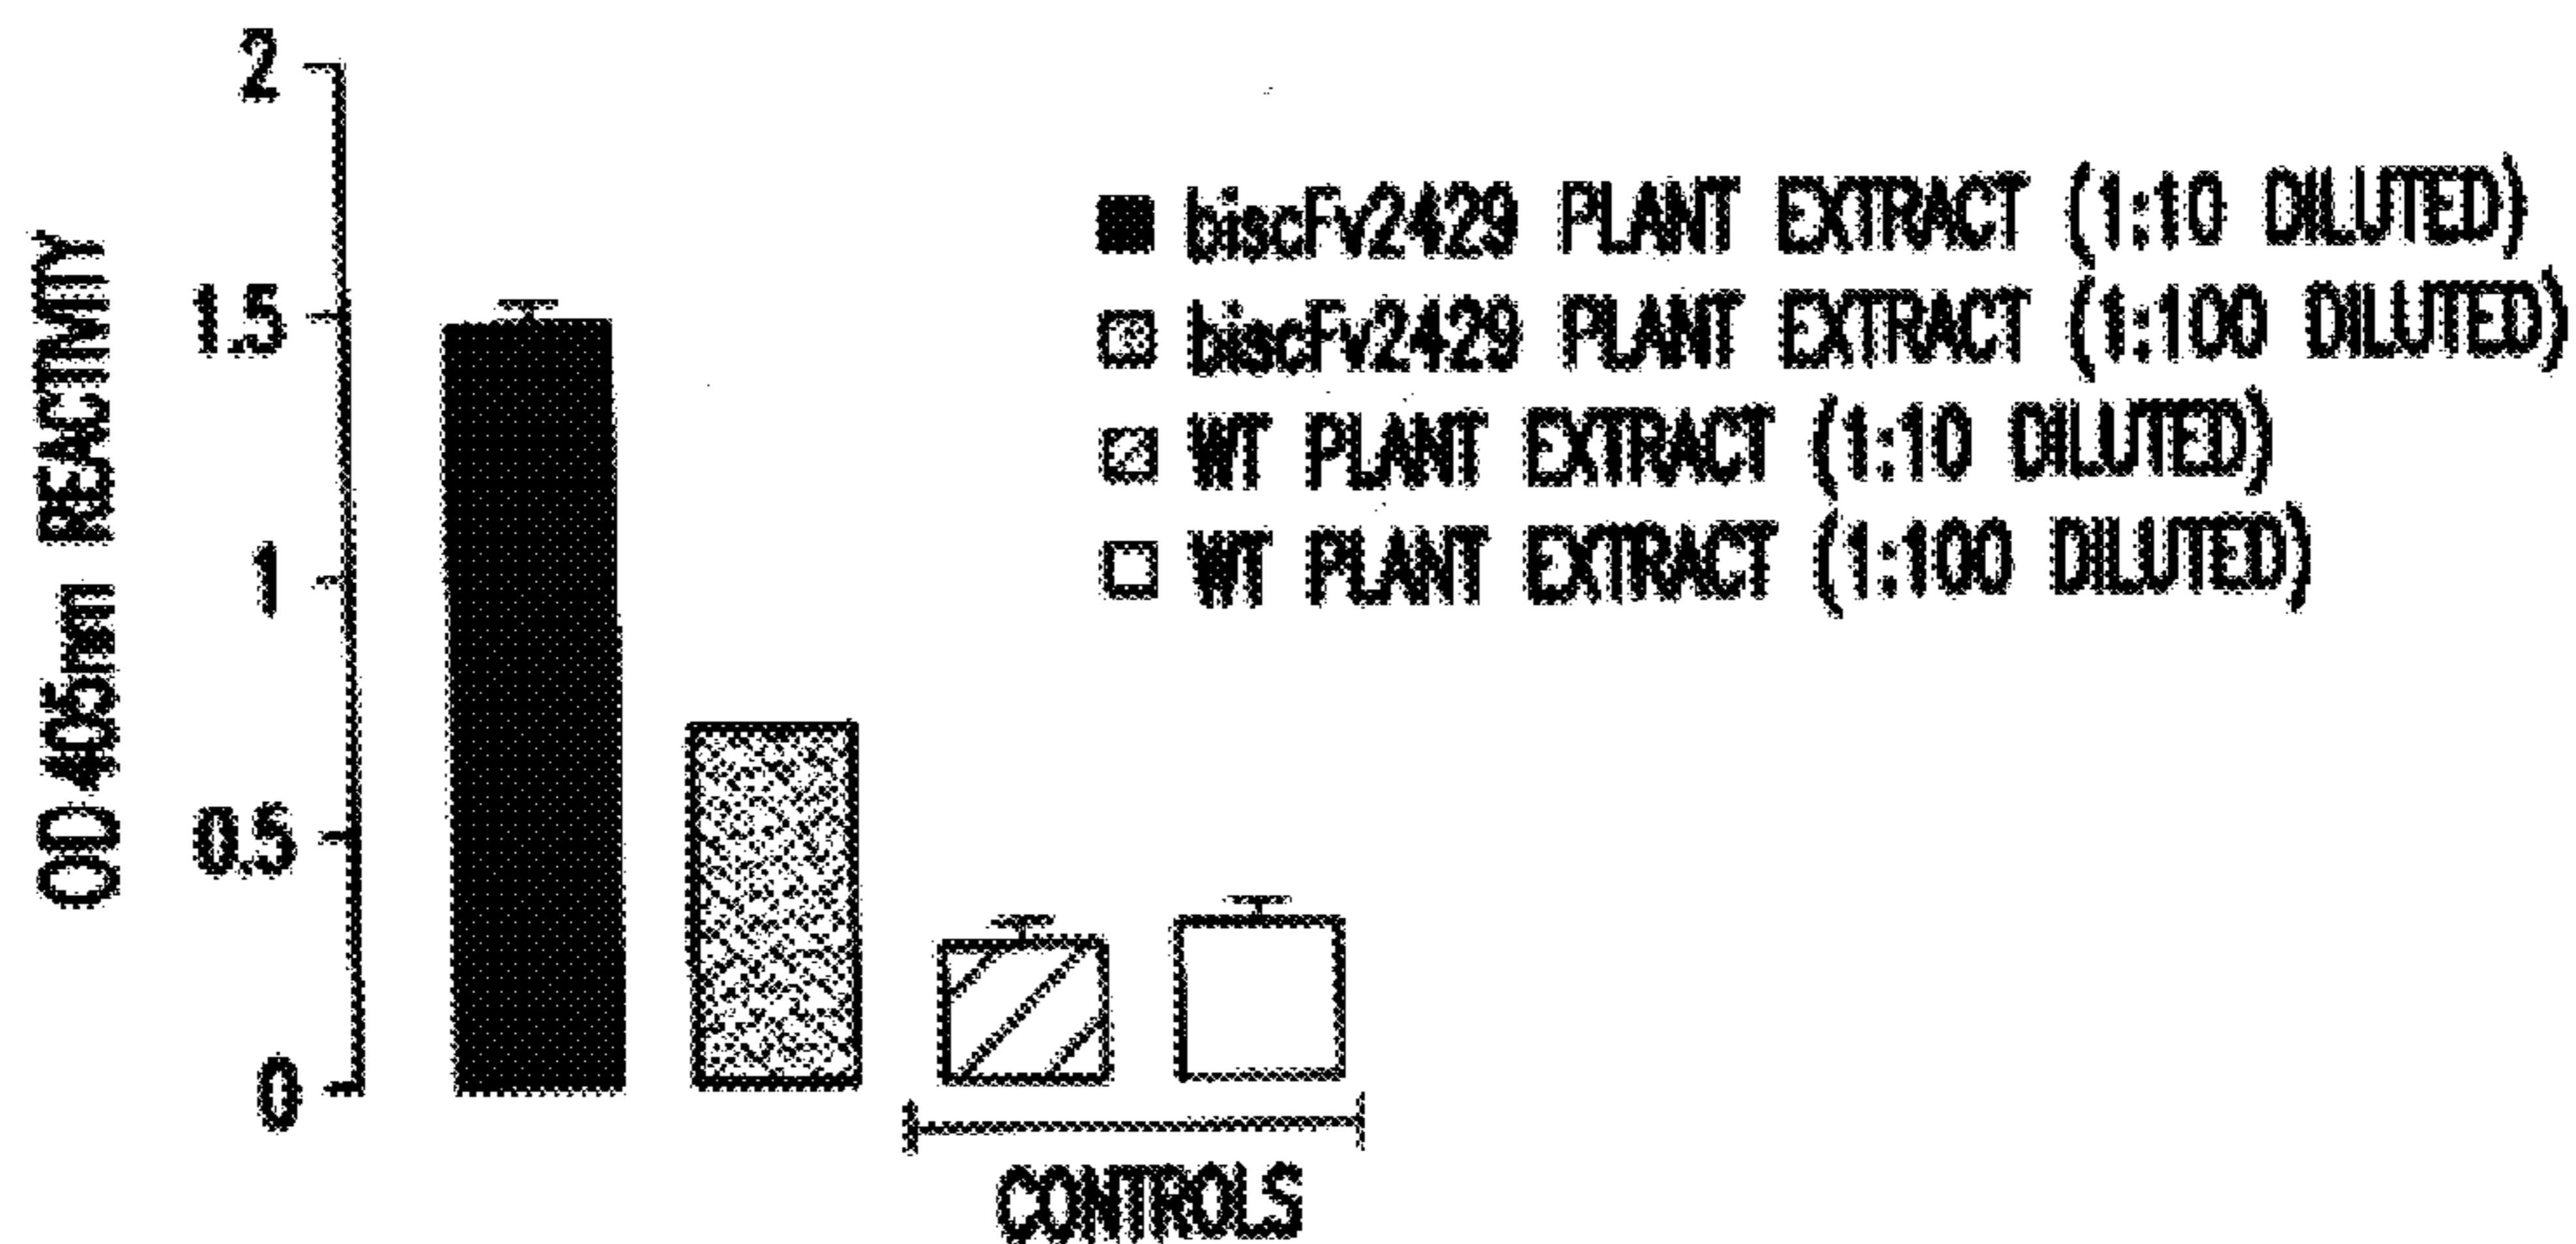 OD 405nm REACTIVITY
2
1.5
1
0.5
0
biscFv2429 PLANT EXTRACT (1:10 DILUTED)
biscFv2429 PLANT EXTRACT (1:100 DILUTED)
WT PLANT EXTRACT (1:10 DILUTED)
WT PLANT EXTRACT (1:100 DILUTED)
CONTROLS